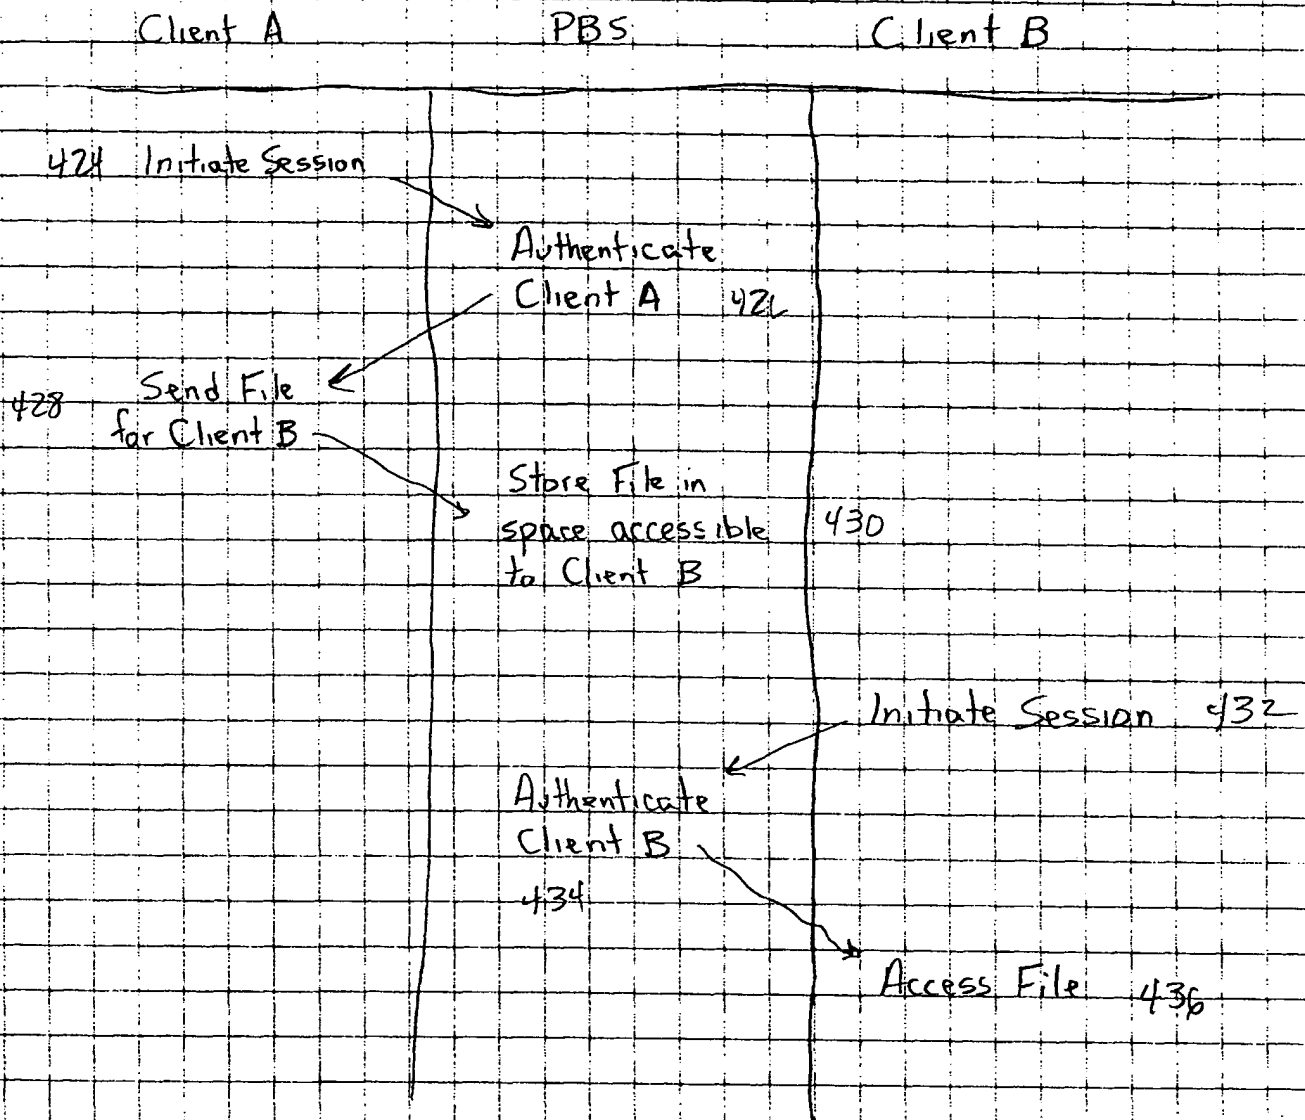 Client A PBS Client B
424 Initiate Session
Authenticate
Client A 426
Send File
428
for Client B
Store File in
space accessible 430
to Client B
Initiate Session 432
Authenticate
Client B
434
Access File 436